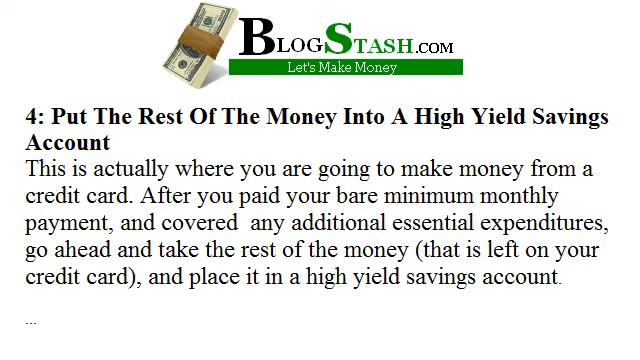 BLOGSTASH.COM
Let's Make Money
4: Put The Rest Of The Money Into A High Yield Savings
Account
This is actually where you are going to make money from a
credit card. After you paid your bare minimum monthly
payment, and covered  any additional essential expenditures,
go ahead and take the rest of the money (that is left on your
credit card), and place it in a high yield savings account.
...